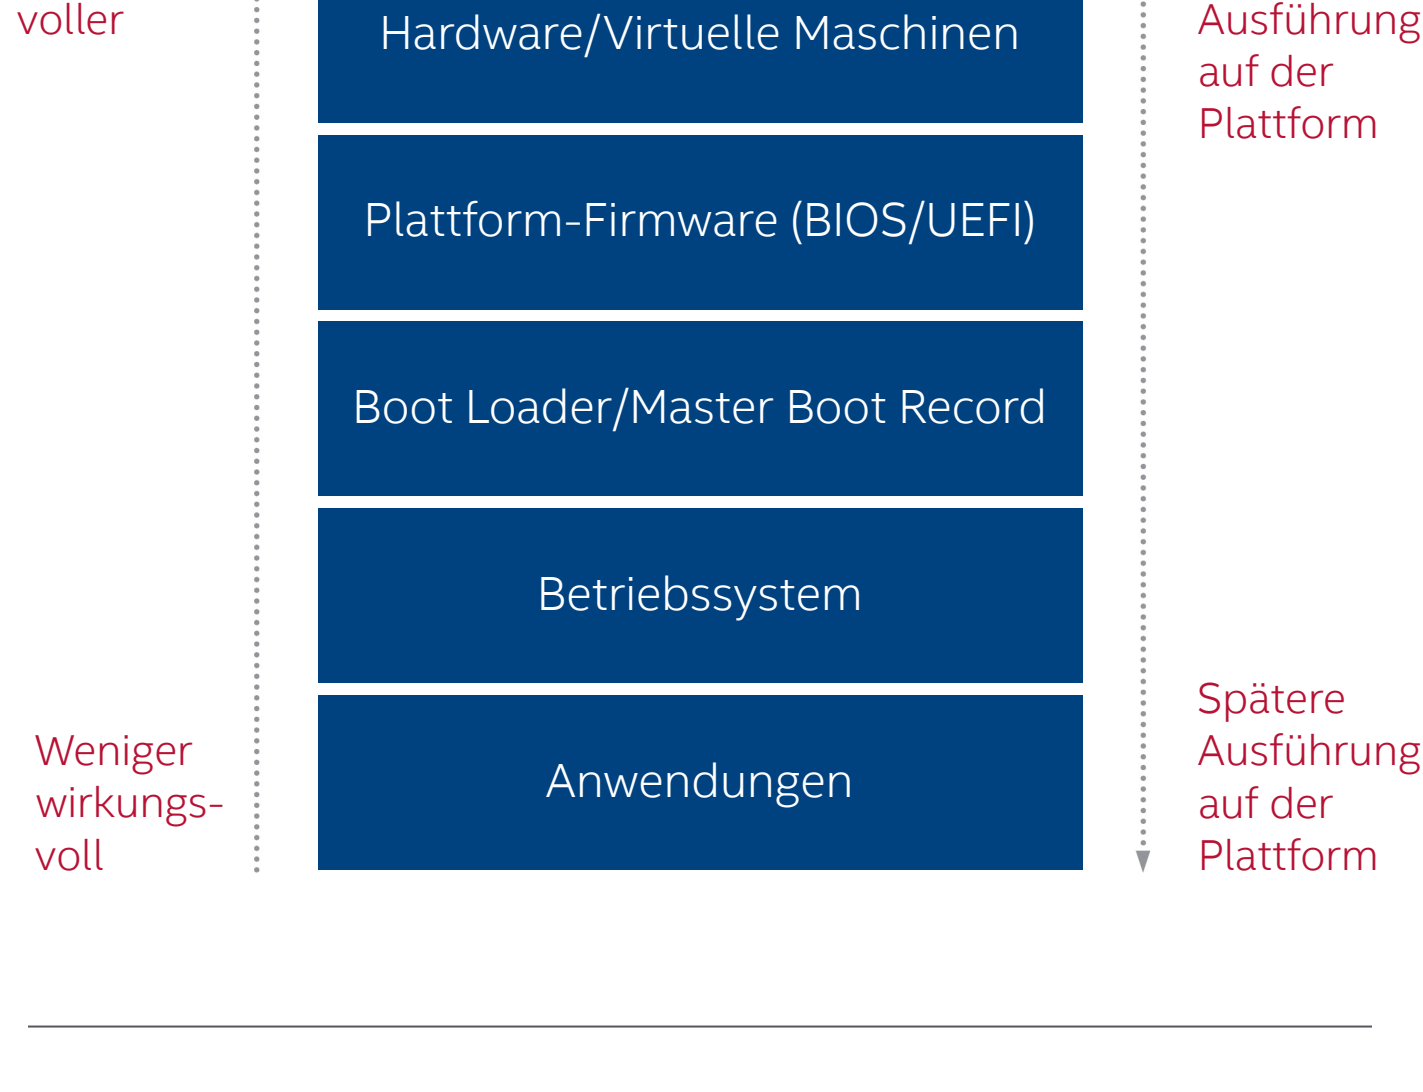 voller
Hardware/Virtuelle Maschinen
Ausführung
auf der
Plattform
Plattform-Firmware (BIOS/UEFI)
Boot Loader/Master Boot Record
Betriebssystem
Anwendungen
Weniger
wirkungs-
voll
Spätere
Ausführung
auf der
Plattform